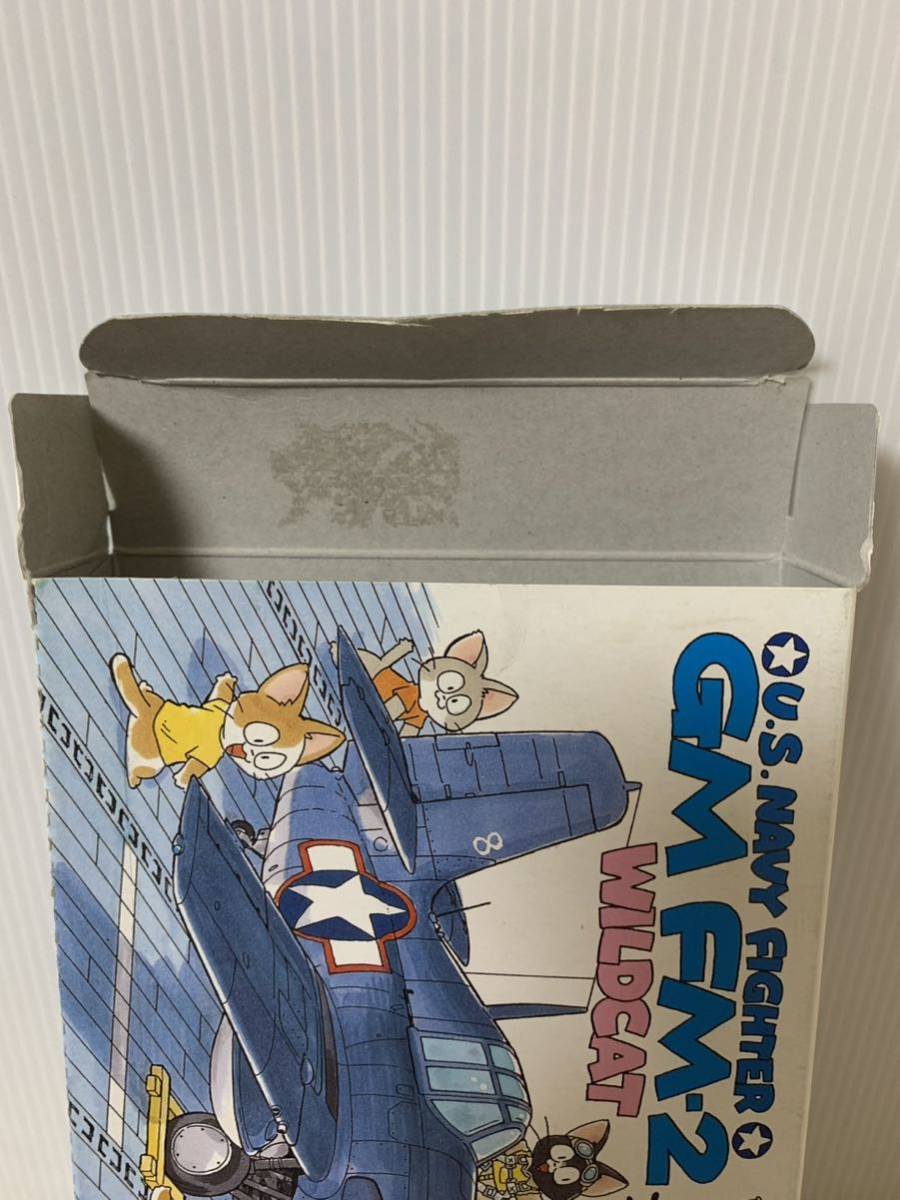 U.S. NAVY FIGHTER
GM FM-2
WILDCAT
8